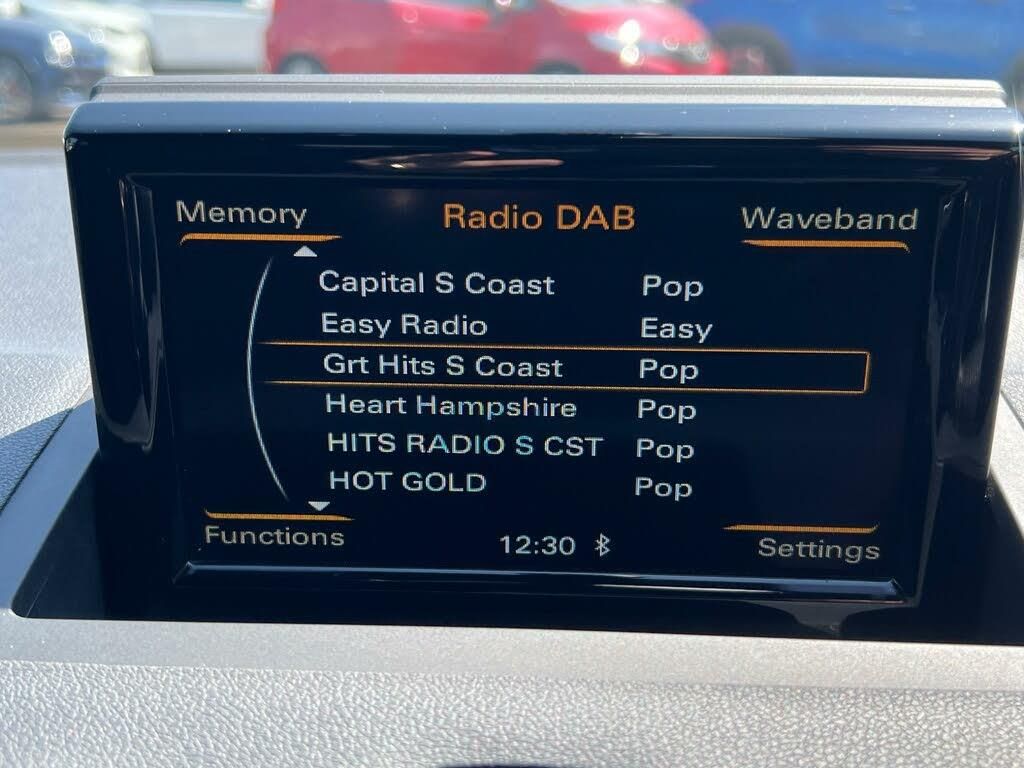 Memory Radio DAB Waveband
Capital S Coast Pop
Easy Radio Easy
Grt Hits S Coast Pop
Heart Hampshire Pop
HITS RADIO S CST Pop
HOT GOLD Pop
Functions 12:30 Settings